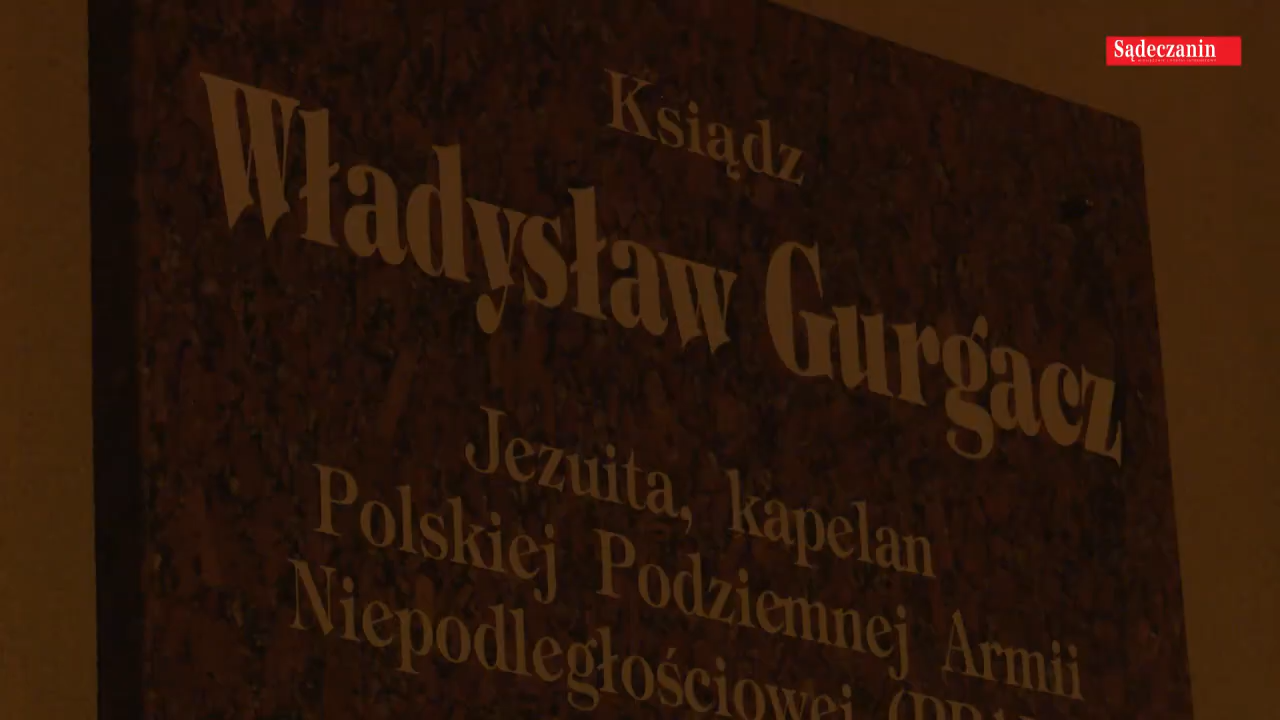 Sądeczanin
Ksiądz
Władysław Gurgacz
Jezuita, kapelan
Polskiej Podziemnej Armii
Niepodległościowej